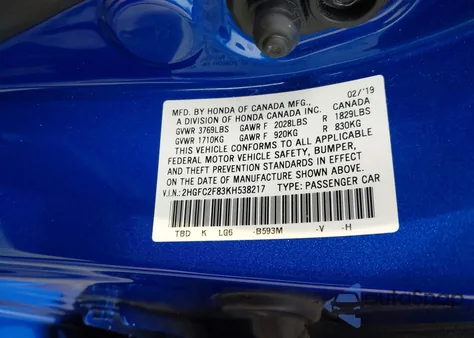 MFD. BY HONDA OF CANADA MFG., 02/'19
A DIVISION OF HONDA CANADA INC. CANADA
GVWR 3769LBS GAWR F 2028LBS R 1829LBS
GVWR 1710KG GAWR F 920KG R 830KG
THIS VEHICLE CONFORMS TO ALL APPLICABLE
FEDERAL MOTOR VEHICLE SAFETY, BUMPER,
AND THEFT PREVENTION STANDARDS IN EFFECT
ON THE DATE OF MANUFACTURE SHOWN ABOVE.
V.I.N.: 2HGFC2F83KH538217 TYPE: PASSENGER CAR
TBD K LG6 -B593M -V -H
AutoSnap